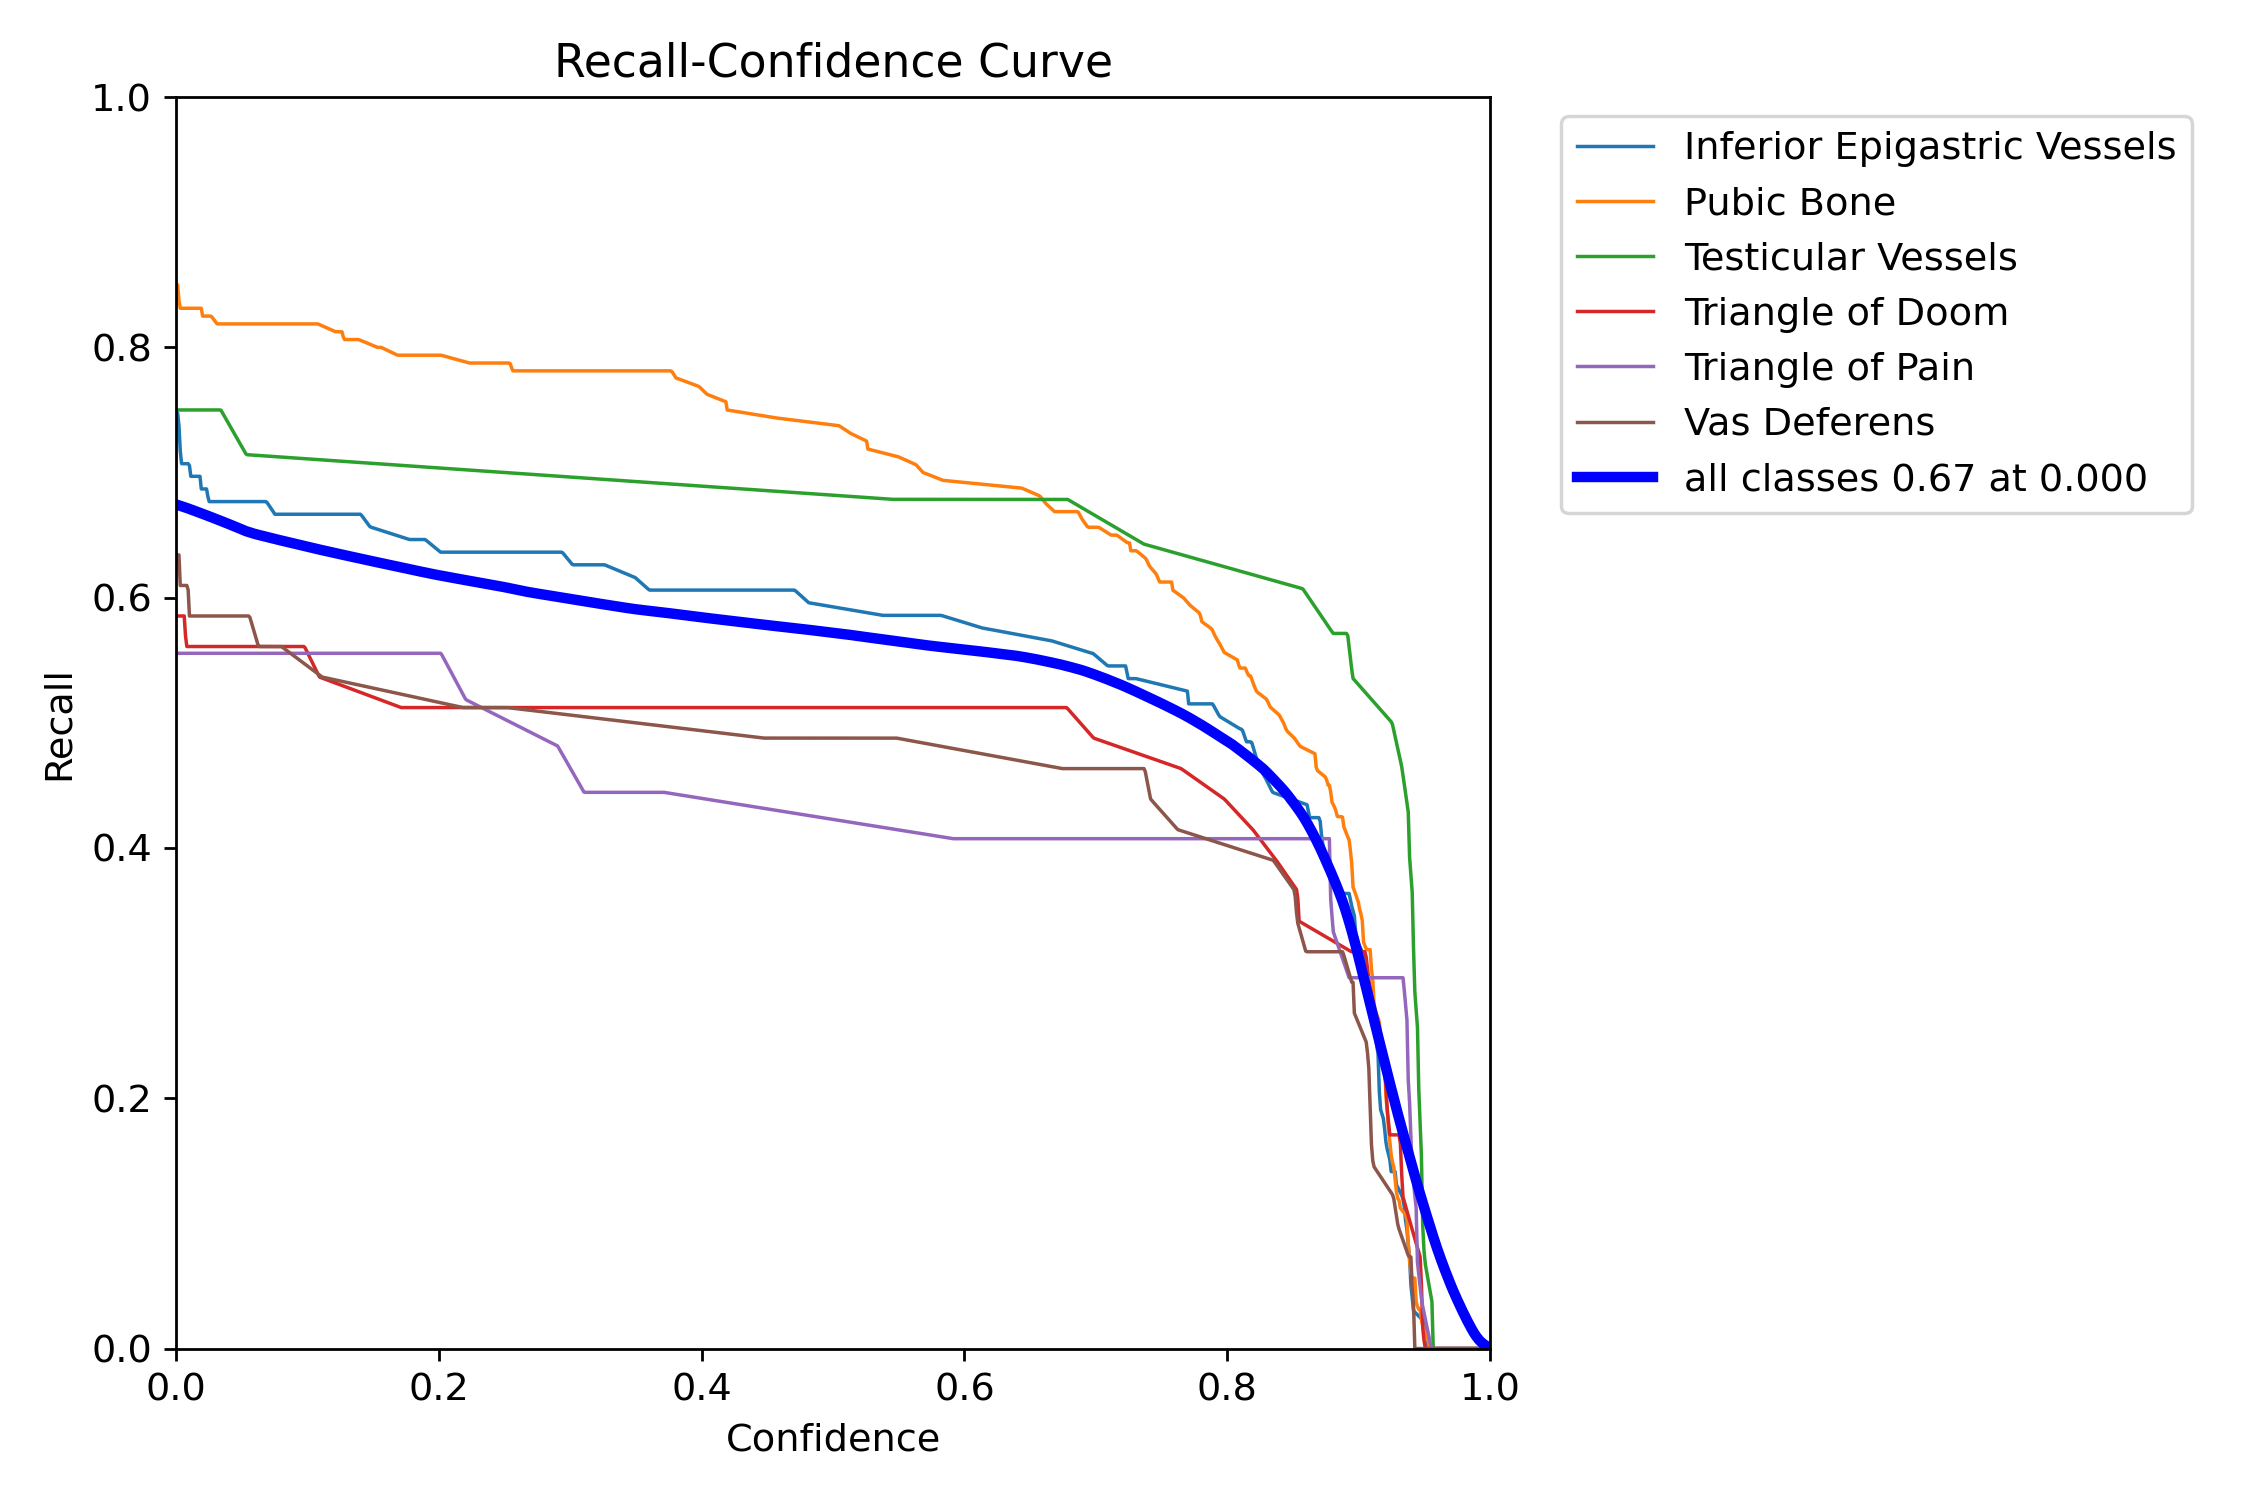 Recall-Confidence Curve
1.0
0.8
0.6
0.4
0.2
0.0
Recall
0.0 0.2 0.4 0.6 0.8 1.0
Confidence
Inferior Epigastric Vessels
Pubic Bone
Testicular Vessels
Triangle of Doom
Triangle of Pain
Vas Deferens
all classes 0.67 at 0.000